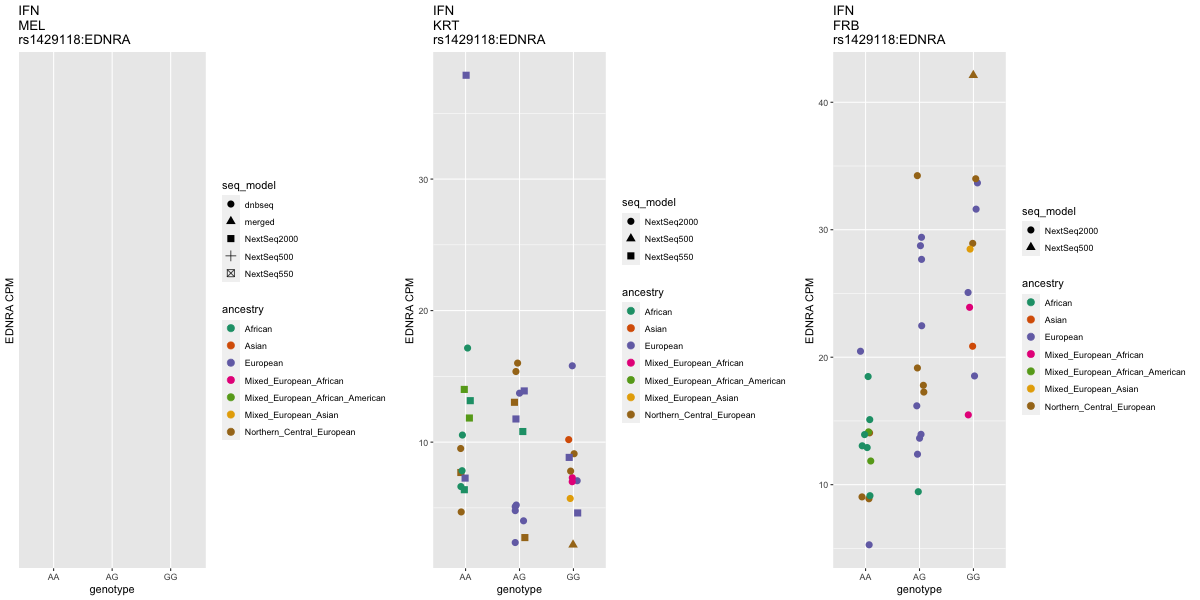 IFN
MEL
rs1429118:EDNRA
EDNRA CPM
AA
AG
GG
genotype
seq_model
dnbseq
merged
NextSeq2000
NextSeq500
NextSeq550
ancestry
African
Asian
European
Mixed_European_African
Mixed_European_African_American
Mixed_European_Asian
Northern_Central_European
IFN
KRT
rs1429118:EDNRA
EDNRA CPM
30
20
10
AA
AG
GG
genotype
seq_model
NextSeq2000
NextSeq500
NextSeq550
ancestry
African
Asian
European
Mixed_European_African
Mixed_European_African_American
Mixed_European_Asian
Northern_Central_European
IFN
FRB
rs1429118:EDNRA
EDNRA CPM
40
30
20
10
AA
AG
GG
genotype
seq_model
NextSeq2000
NextSeq500
ancestry
African
Asian
European
Mixed_European_African
Mixed_European_African_American
Mixed_European_Asian
Northern_Central_European